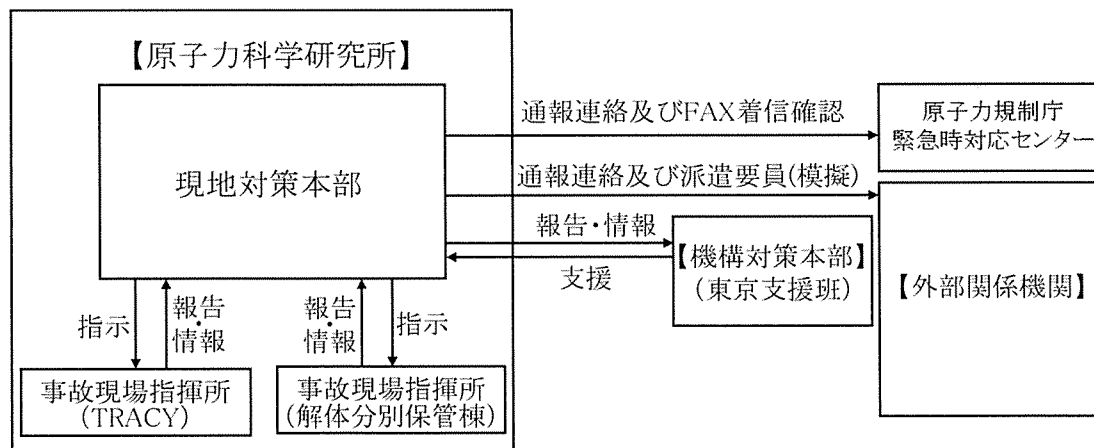 【原子力科学研究所】
現地対策本部
通報連絡及びFAX着信確認
原子力規制庁
緊急時対応センター
通報連絡及び派遣要員(模擬)
報告・情報
支援
【機構対策本部】
(東京支援班)
【外部関係機関】
指示
報告
・
情報
報告
・
情報
指示
事故現場指揮所
(TRACY)
事故現場指揮所
(解体分別保管棟)